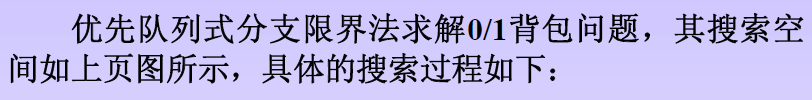 优先队列式分支限界法求解0/1背包问题，其搜索空
间如上页图所示，具体的搜索过程如下：